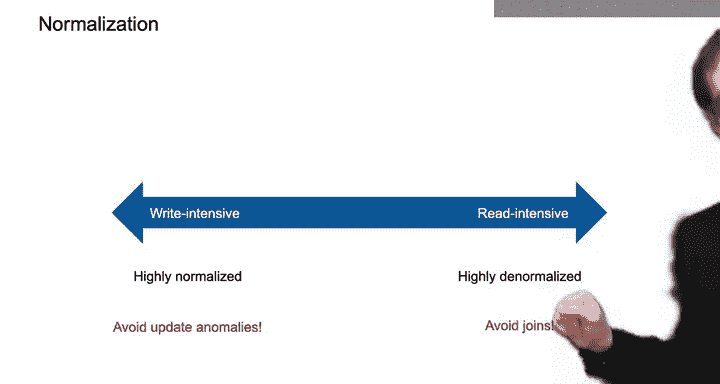 Normalization
Write-intensive
Read-intensive
Highly normalized
Highly denormalized
Avoid update anomalies!
Avoid joins!